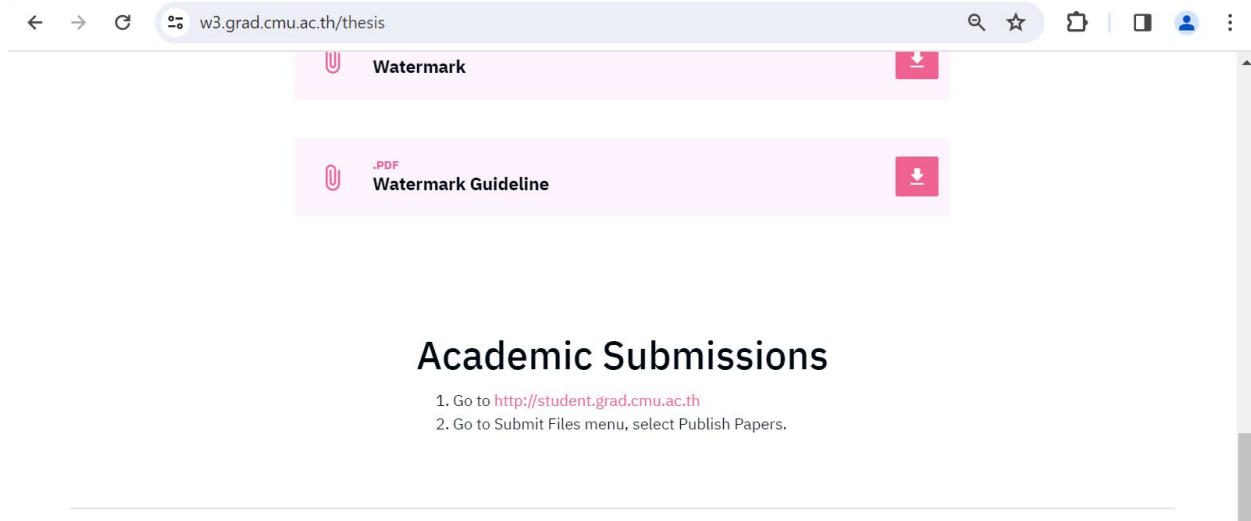 w3.grad.cmu.ac.th/thesis
Watermark
.PDF
Watermark Guideline
Academic Submissions
1. Go to http://student.grad.cmu.ac.th
2. Go to Submit Files menu, select Publish Papers.